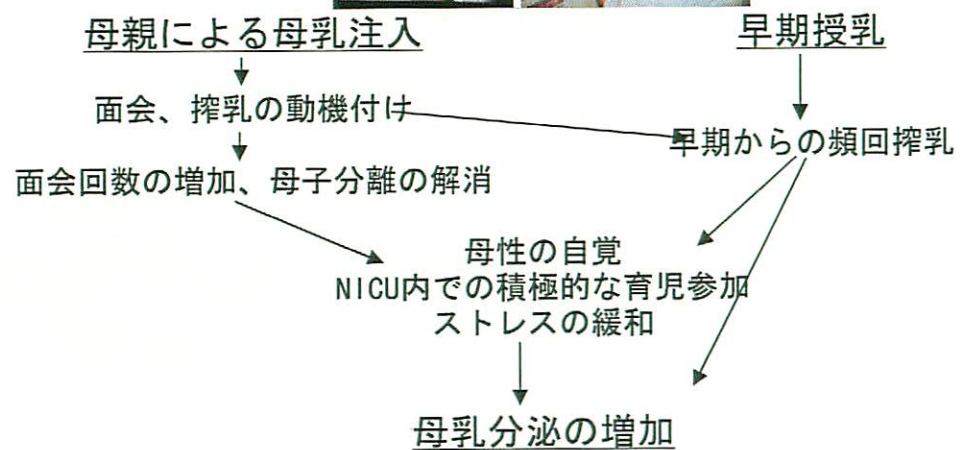 母親による母乳注入
早期授乳
面会、搾乳の動機付け
早期からの頻回搾乳
面会回数の増加、母子分離の解消
母性の自覚
NICU内での積極的な育児参加
ストレスの緩和
母乳分泌の増加